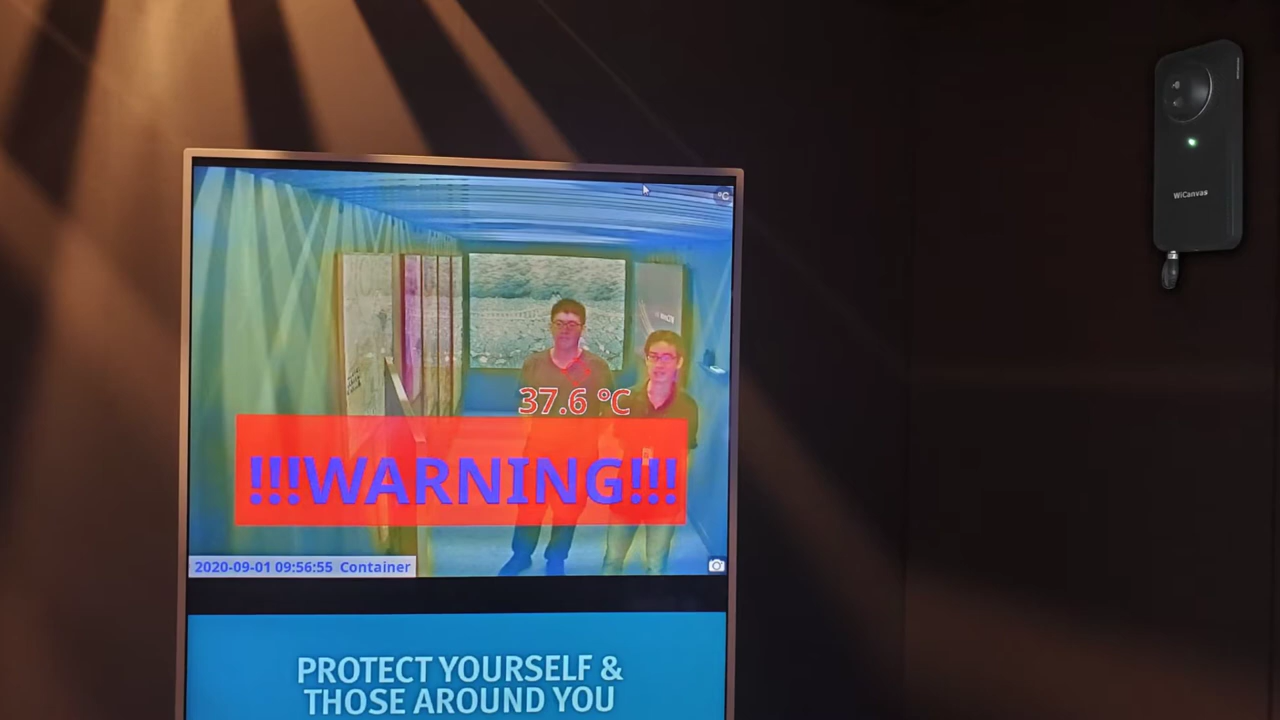 °C
37.6 °C
!!!WARNING!!!
2020-09-01 09:56:55 Container
PROTECT YOURSELF &
THOSE AROUND YOU
WiCanvas